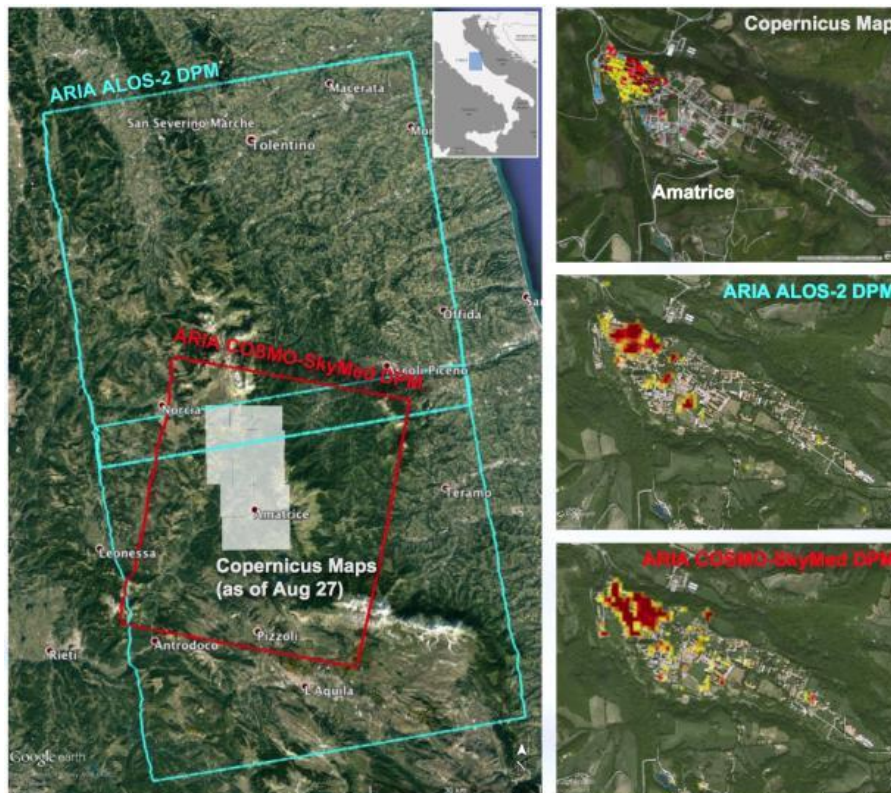 ARIA ALOS-2 DPM
Macerata
San Severino Marche
Tolentino
Offida
ARIA COSMO-SkyMed DPM
Norcia
Teramo
Amatrice
Leonessa
Copernicus Maps
(as of Aug 27)
Pizzoli
Antrodoco
Rieti
L'Aquila
Google earth
Copernicus Map
Amatrice
ARIA ALOS-2 DPM
ARIA COSMO-SkyMed DPM